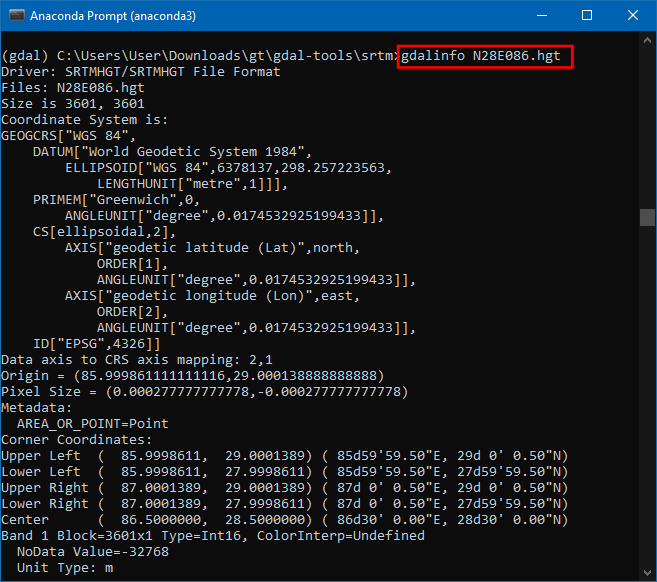 Anaconda Prompt (anaconda3)
(gdal) C:\Users\User\Downloads\gt\gdal-tools\srtm>gdalinfo N28E086.hgt
Driver: SRTMHGT/SRTMHGT File Format
Files: N28E086.hgt
Size is 3601, 3601
Coordinate System is:
GEOGCRS["WGS 84",
    DATUM["World Geodetic System 1984",
        ELLIPSOID["WGS 84",6378137,298.257223563,
            LENGTHUNIT["metre",1]]],
    PRIMEM["Greenwich",0,
        ANGLEUNIT["degree",0.0174532925199433]],
    CS[ellipsoidal,2],
        AXIS["geodetic latitude (Lat)",north,
            ORDER[1],
            ANGLEUNIT["degree",0.0174532925199433]],
        AXIS["geodetic longitude (Lon)",east,
            ORDER[2],
            ANGLEUNIT["degree",0.0174532925199433]],
    ID["EPSG",4326]]
Data axis to CRS axis mapping: 2,1
Origin = (85.999861111111116,29.000138888888888)
Pixel Size = (0.000277777777778,-0.000277777777778)
Metadata:
  AREA_OR_POINT=Point
Corner Coordinates:
Upper Left  (  85.9998611,  29.0001389) ( 85d59'59.50"E, 29d 0' 0.50"N)
Lower Left  (  85.9998611,  27.9998611) ( 85d59'59.50"E, 27d59'59.50"N)
Upper Right (  87.0001389,  29.0001389) ( 87d 0' 0.50"E, 29d 0' 0.50"N)
Lower Right (  87.0001389,  27.9998611) ( 87d 0' 0.50"E, 27d59'59.50"N)
Center      (  86.5000000,  28.5000000) ( 86d30' 0.00"E, 28d30' 0.00"N)
Band 1 Block=3601x1 Type=Int16, ColorInterp=Undefined
  NoData Value=-32768
  Unit Type: m